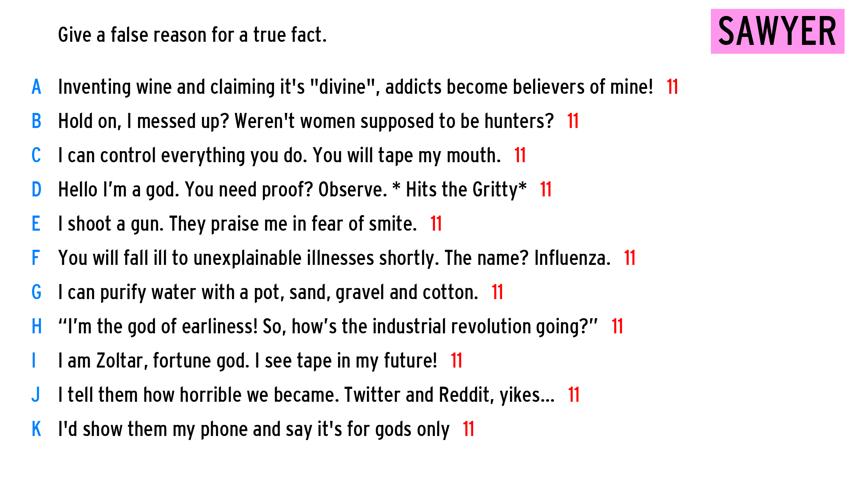 Give a false reason for a true fact.
SAWYER
A Inventing wine and claiming it's "divine", addicts become believers of mine! 11
B Hold on, I messed up? Weren't women supposed to be hunters? 11
C I can control everything you do. You will tape my mouth. 11
D Hello I'm a god. You need proof? Observe. * Hits the Gritty* 11
E I shoot a gun. They praise me in fear of smite. 11
F You will fall ill to unexplainable illnesses shortly. The name? Influenza. 11
G I can purify water with a pot, sand, gravel and cotton. 11
H “I’m the god of earliness! So, how’s the industrial revolution going?” 11
I I am Zoltar, fortune god. I see tape in my future! 11
J I tell them how horrible we became. Twitter and Reddit, yikes... 11
K I'd show them my phone and say it's for gods only 11